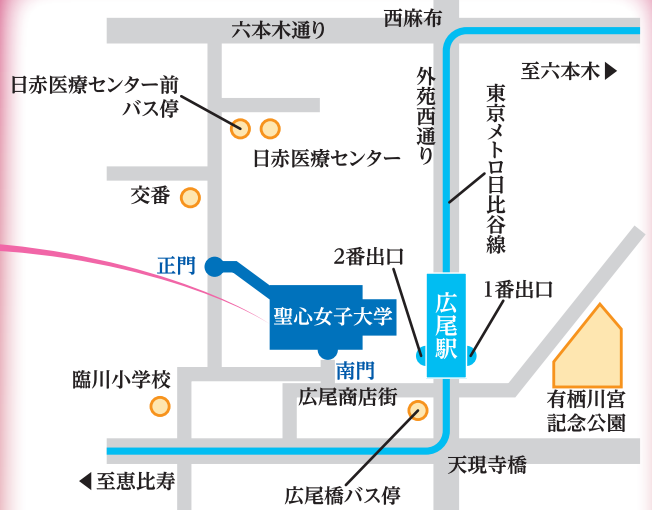 西麻布
六本木通り
至六本木▶
日赤医療センター前
バス停
外苑西通り
東京メトロ日比谷線
日赤医療センター
交番
2番出口
正門
1番出口
広尾駅
聖心女子大学
南門
臨川小学校
広尾商店街
有栖川宮
記念公園
天現寺橋
◀至恵比寿
広尾橋バス停